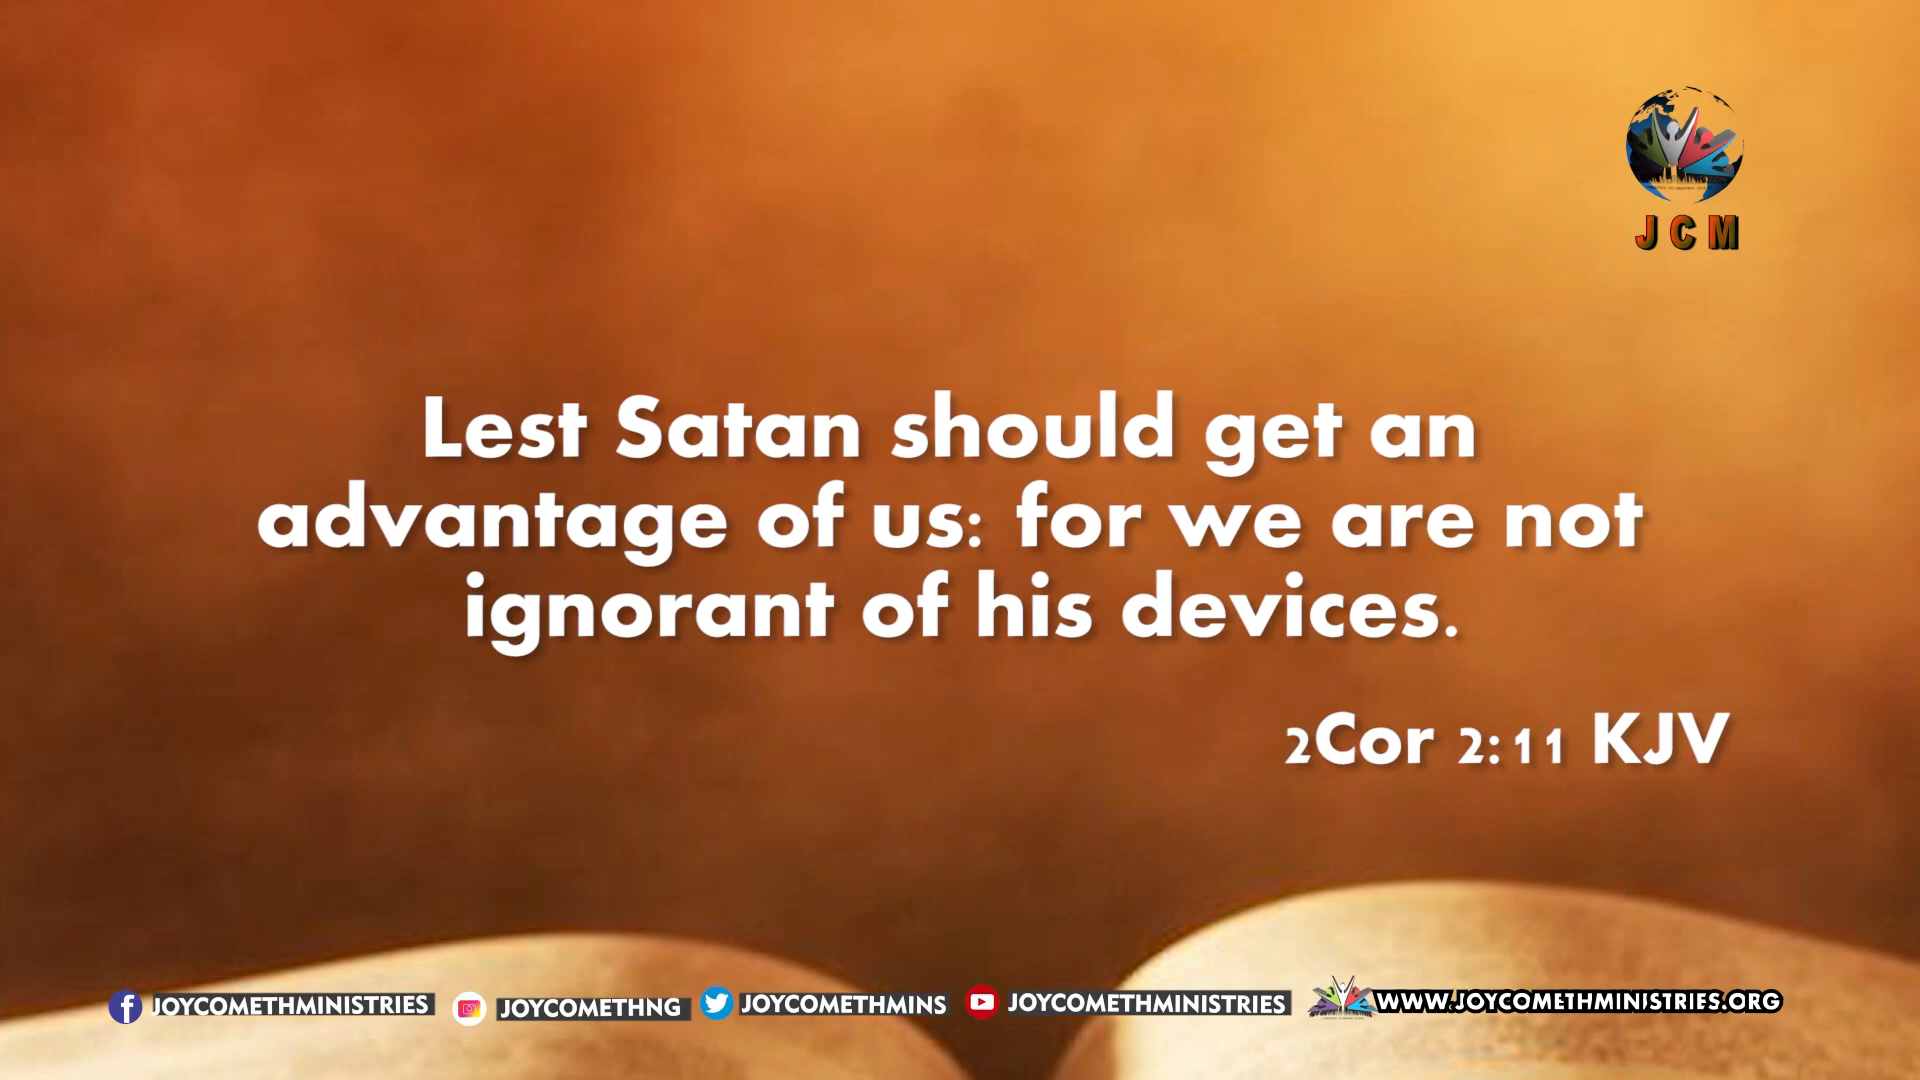 J C M
Lest Satan should get an
advantage of us: for we are not
ignorant of his devices.
2Cor 2:11 KJV
JOYCOMETHMINISTRIES JOYCOMETHNG JOYCOMETHMINS JOYCOMETHMINISTRIES WWW.JOYCOMETHMINISTRIES.ORG